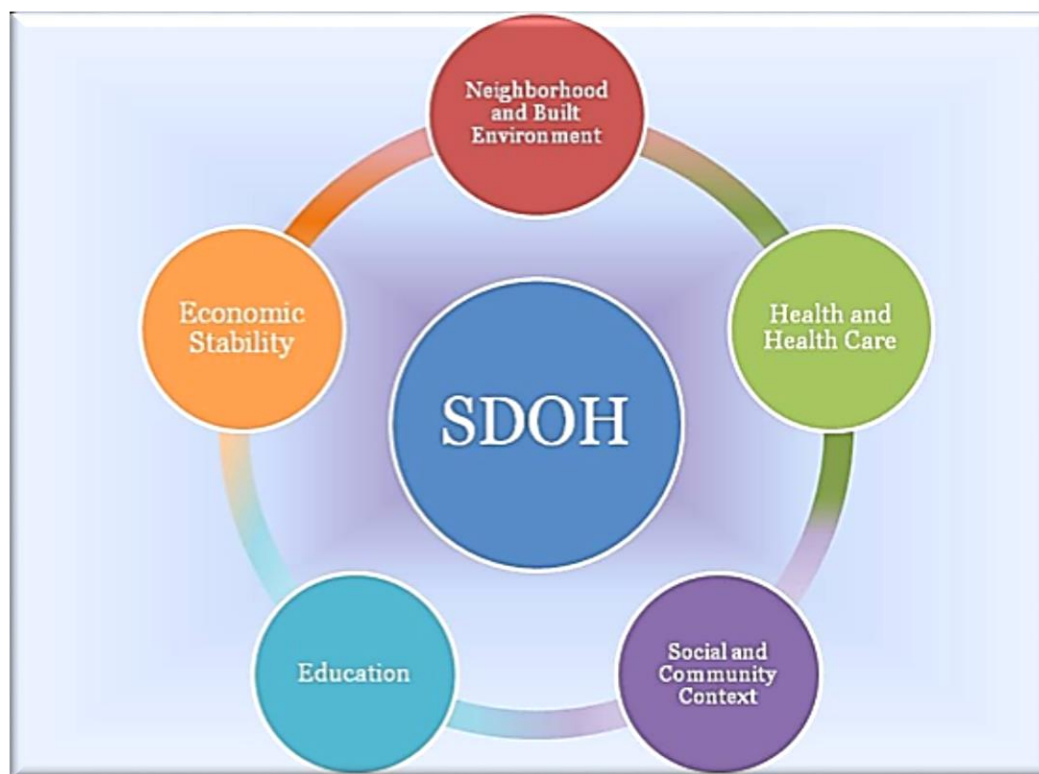 Neighborhood
and Built
Environment
Economic
Stability
Health and
Health Care
SDOH
Education
Social and
Community
Context